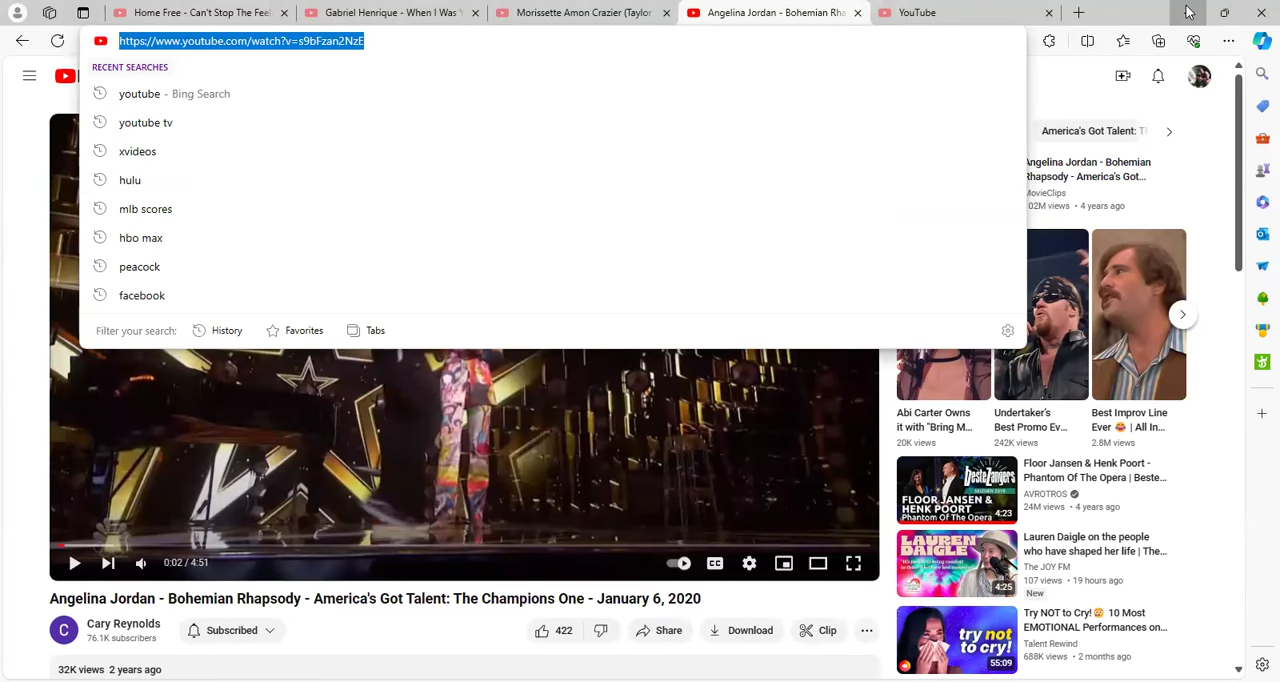 Home Free - Can't Stop The Feel
Gabriel Henrique - When I Was Y
Morissette Amon Crazier (Taylor
Angelina Jordan - Bohemian Rha
YouTube
https://www.youtube.com/watch?v=s9bFzan2NzE
RECENT SEARCHES
youtube - Bing Search
youtube tv
xvideos
hulu
mlb scores
hbo max
peacock
facebook
Filter your search:
History
Favorites
Tabs
America's Got Talent: T
Angelina Jordan - Bohemian
Rhapsody - America's Got...
MovieClips
02M views • 4 years ago
Abi Carter Owns
it with "Bring M...
20K views
Undertaker's
Best Promo Ev...
242K views
Best Improv Line
Ever 😂 | All In...
2.8M views
Beste Zangers
SEIZOEN 2019
FLOOR JANSEN &
HENK POORT
Phantom Of The Opera
4:23
Floor Jansen & Henk Poort -
Phantom Of The Opera | Beste...
AVROTROS
24M views • 4 years ago
LAUREN
DAIGLE
4:25
Lauren Daigle on the people
who have shaped her life | The...
The JOY FM
107 views • 19 hours ago
New
try not
to cry!
55:09
Try NOT to Cry!😢 10 Most
EMOTIONAL Performances on...
Talent Rewind
688K views • 2 months ago
0:02 / 4:51
CC
Angelina Jordan - Bohemian Rhapsody - America's Got Talent: The Champions One - January 6, 2020
C
Cary Reynolds
76.1K subscribers
Subscribed
422
Share
Download
Clip
32K views 2 years ago